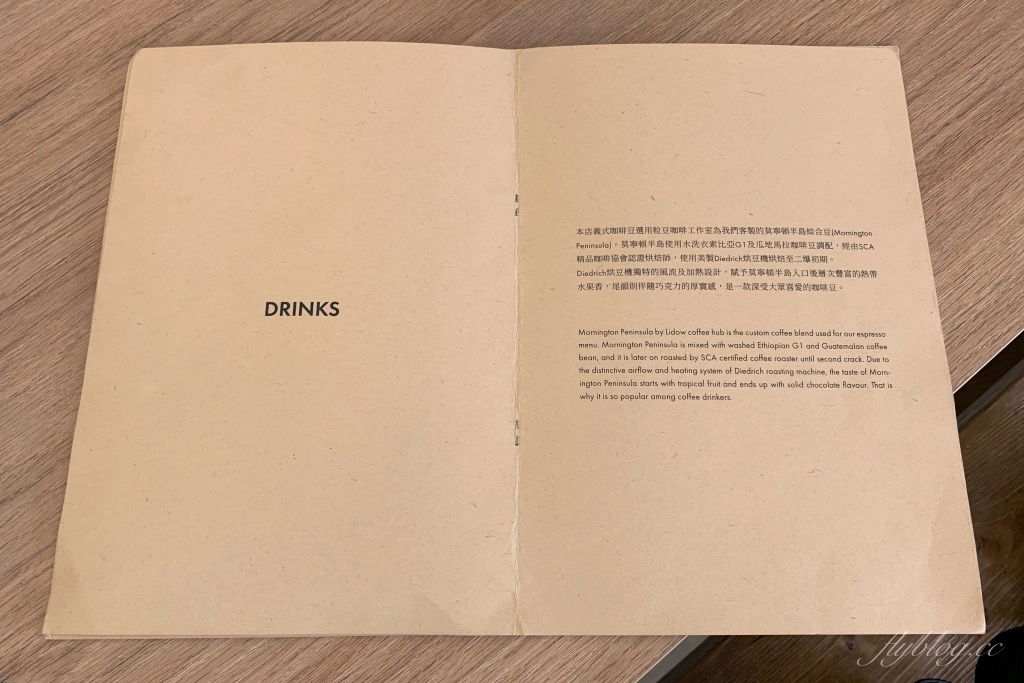 DRINKS
本店義式咖啡豆選用粒豆咖啡工作室為我們客製的莫寧頓半島綜合豆(Mornington
Peninsula)。莫寧頓半島使用水洗衣索比亞G1及瓜地馬拉咖啡豆調配，經由SCA
精品咖啡協會認證烘焙師，使用美製Diedrich烘豆機烘焙至二爆初期。
Diedrich烘豆機獨特的風流及加熱設計，賦予莫寧頓半島入口後層次豐富的熱帶
水果香，尾韻則伴隨巧克力的厚實感，是一款深受大眾喜愛的咖啡豆。
Mornington Peninsula by Lidow coffee hub is the custom coffee blend used for our espresso
menu. Mornington Peninsula is mixed with washed Ethiopian G1 and Guatemalan coffee
bean, and it is later on roasted by SCA certified coffee roaster until second crack. Due to
the distinctive airflow and heating system of Diedrich roasting machine, the taste of Morn-
ington Peninsula starts with tropical fruit and ends up with solid chocolate flavour. That is
why it is so popular among coffee drinkers.
flyblog.cc